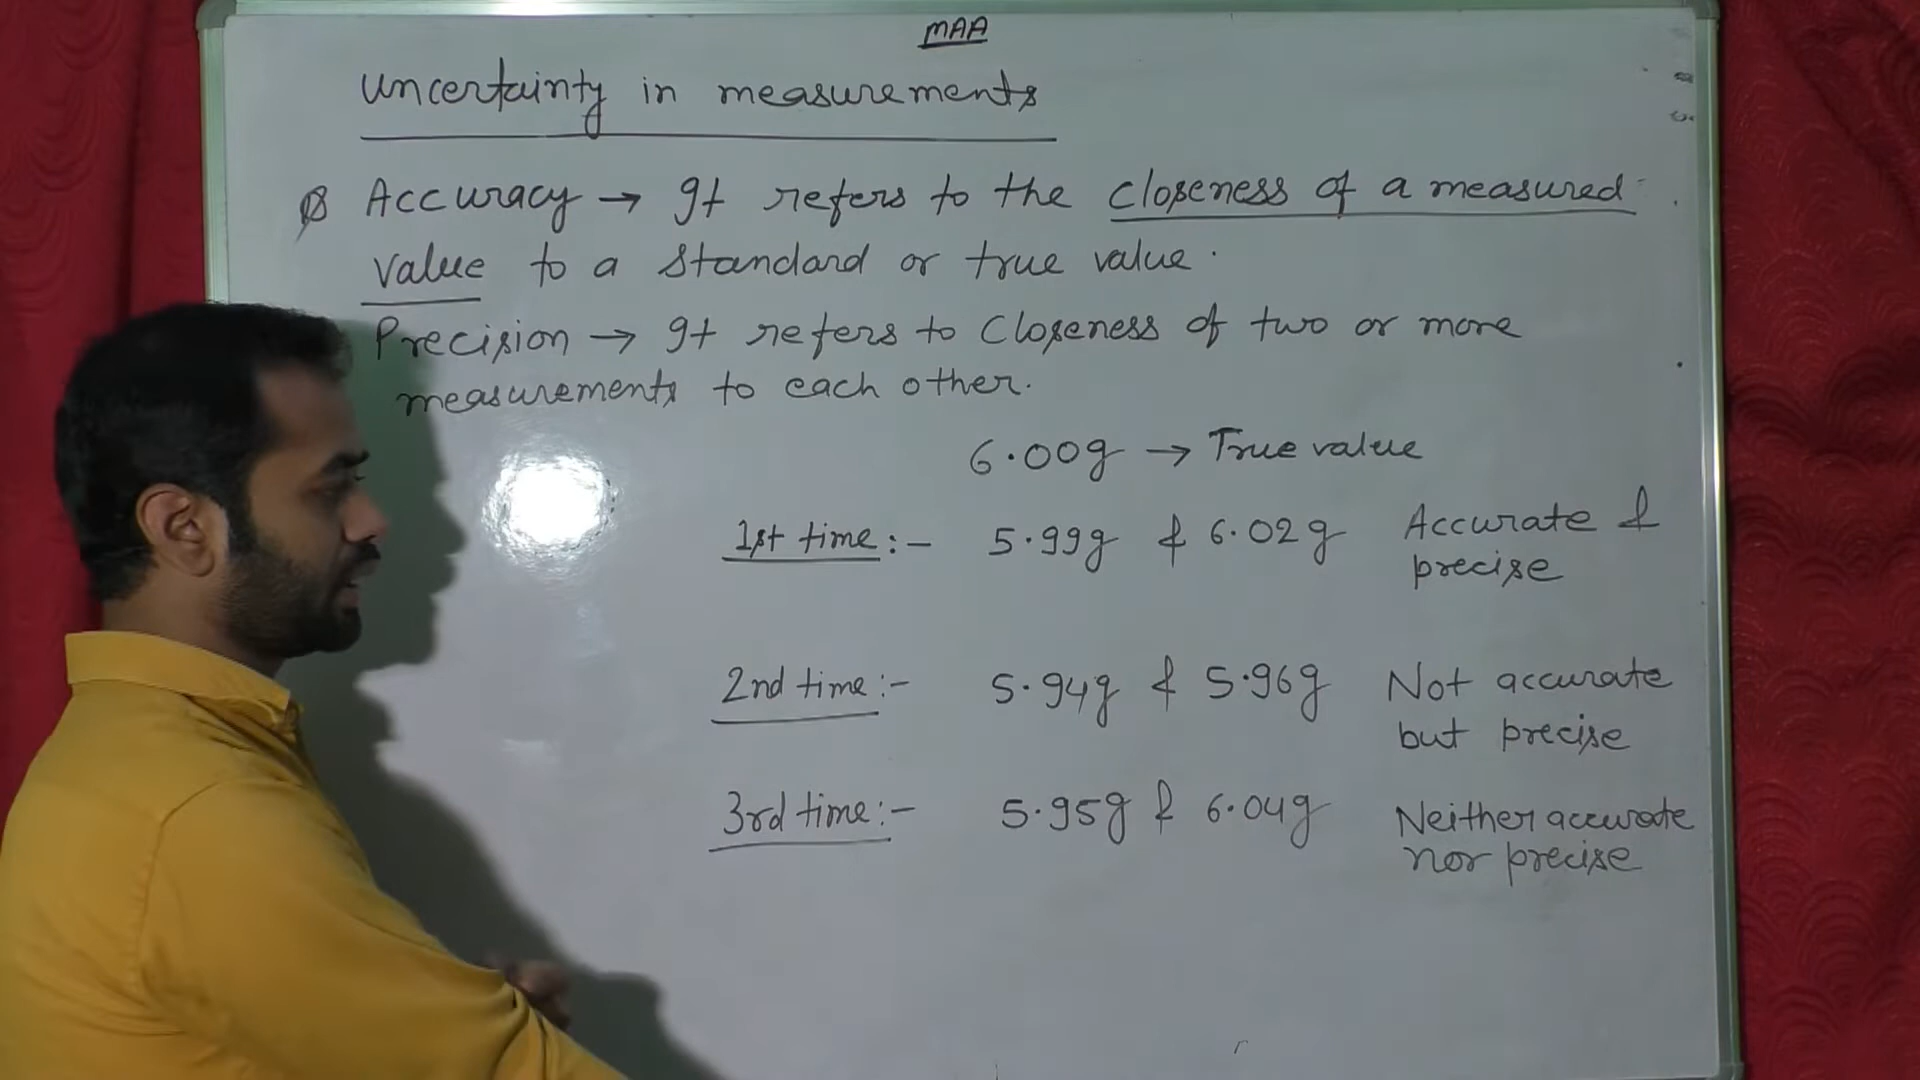 MAA
Uncertainty in measurements
Accuracy → It refers to the closeness of a measured
value to a standard or true value.
Precision → It refers to closeness of two or more
measurements to each other.
6.00g → True value
1st time :- 5.99g & 6.02g Accurate &
precise
2nd time :- 5.94g & 5.96g Not accurate
but precise
3rd time :- 5.95g & 6.04g Neither accurate
nor precise